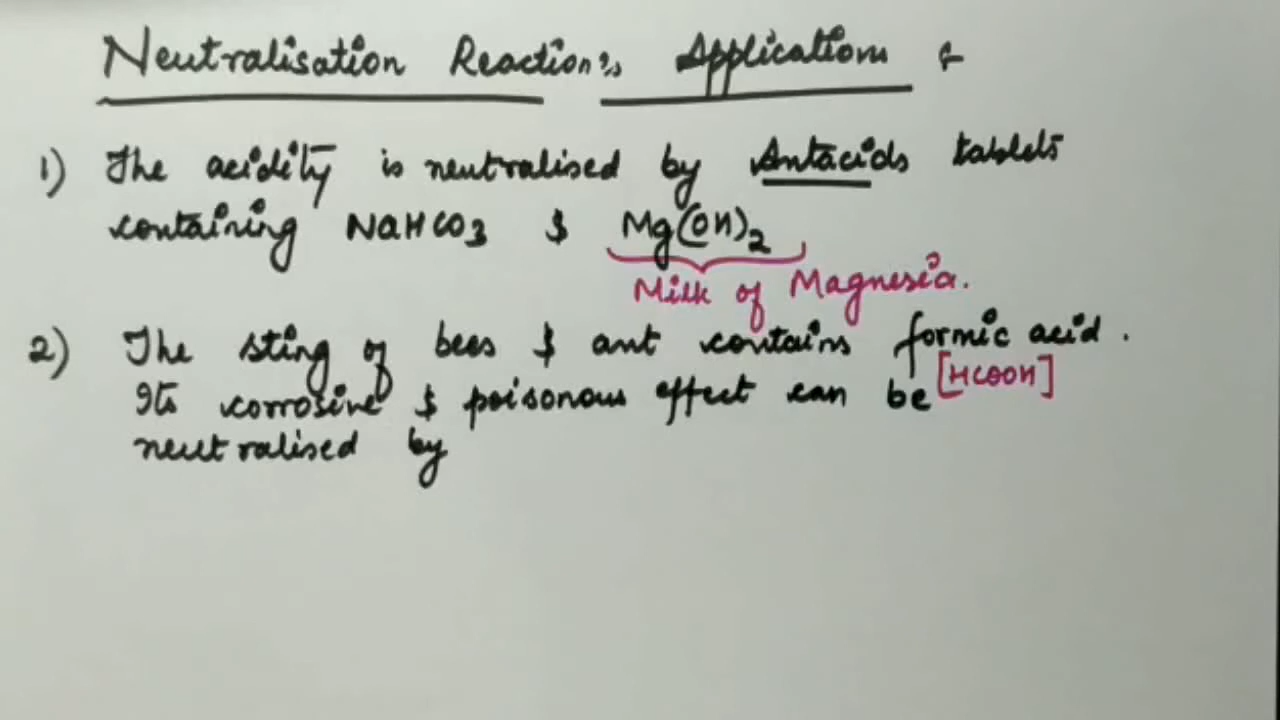 Neutralisation Reactions Applications :-
1) The acidity is neutralised by Antacids tablets
containing NaHCO3 & Mg(OH)2
Milk of Magnesia.
2) The sting of bees & ant contains formic acid.
[HCOOH]
Its corrosive & poisonous effect can be
neutralised by